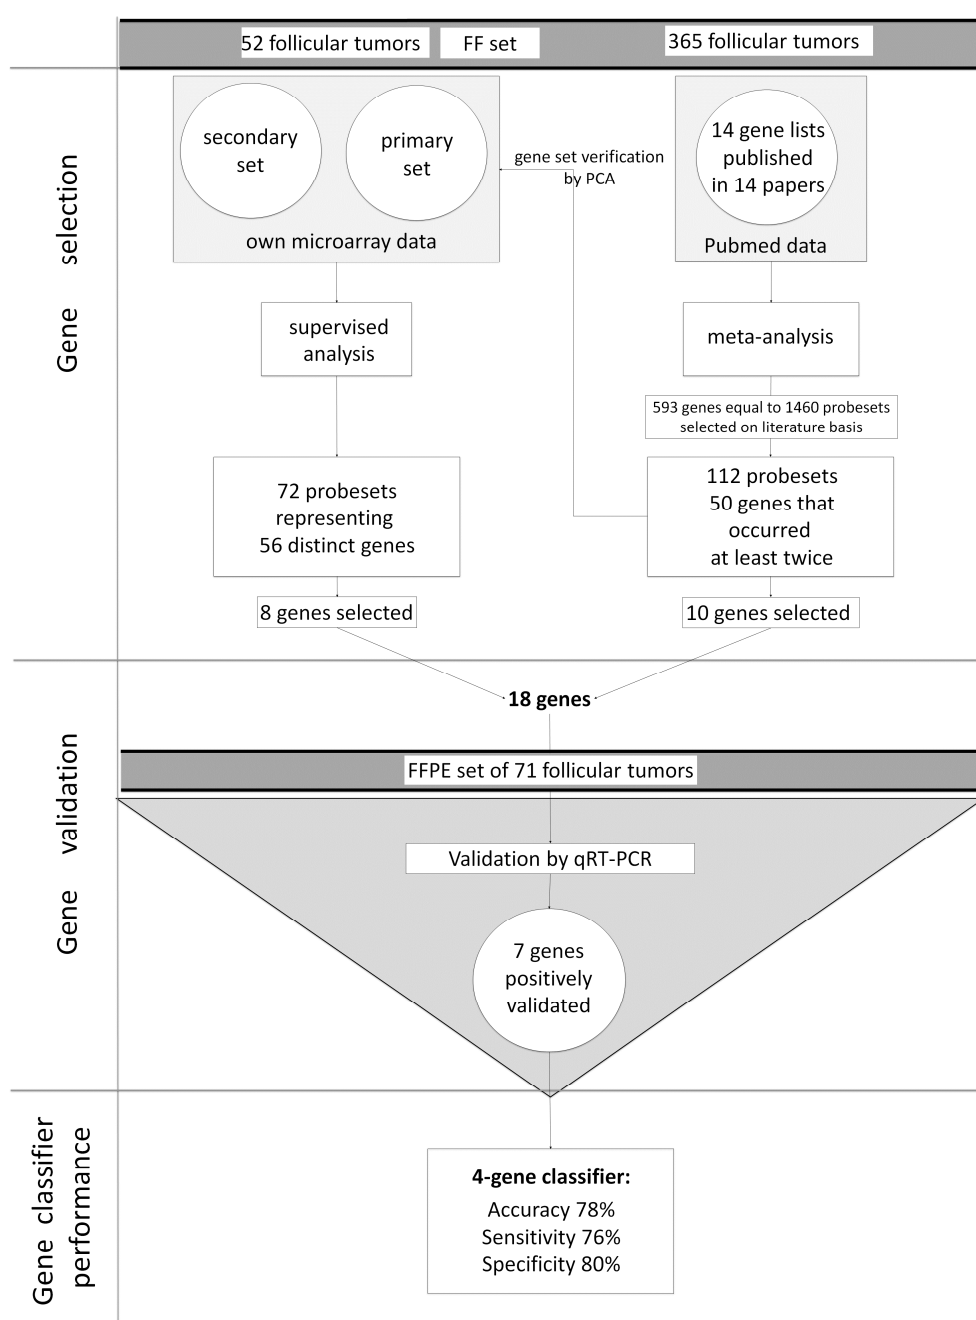 52 follicular tumors
FF set
365 follicular tumors
Gene selection
secondary
set
primary
set
own microarray data
gene set verification
by PCA
14 gene lists
published
in 14 papers
Pubmed data
supervised
analysis
meta-analysis
593 genes equal to 1460 probesets
selected on literature basis
72 probesets
representing
56 distinct genes
112 probesets
50 genes that
occurred
at least twice
8 genes selected
10 genes selected
Gene validation
18 genes
FFPE set of 71 follicular tumors
Validation by qRT-PCR
7 genes
positively
validated
Gene classifier
performance
4-gene classifier:
Accuracy 78%
Sensitivity 76%
Specificity 80%